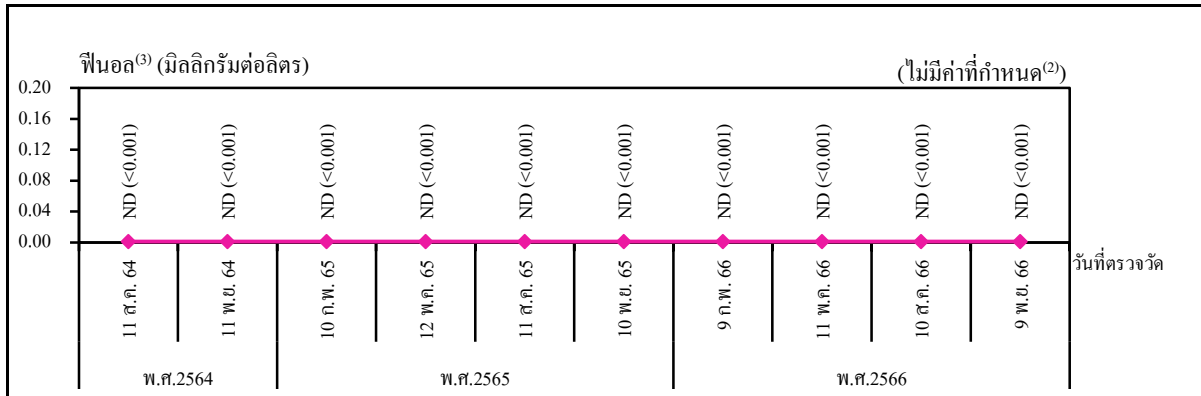 ฟีนอล(3) (มิลลิกรัมต่อลิตร)
(ไม่มีค่าที่กำหนด(2))
0.20
0.16
0.12
0.08
0.04
0.00
ND (<0.001)
ND (<0.001)
ND (<0.001)
ND (<0.001)
ND (<0.001)
ND (<0.001)
ND (<0.001)
ND (<0.001)
ND (<0.001)
ND (<0.001)
วันที่ตรวจวัด
11 ส.ค. 64
11 พ.ย. 64
10 ก.พ. 65
12 พ.ค. 65
11 ส.ค. 65
10 พ.ย. 65
9 ก.พ. 66
11 พ.ค. 66
10 ส.ค. 66
9 พ.ย. 66
พ.ศ.2564
พ.ศ.2565
พ.ศ.2566